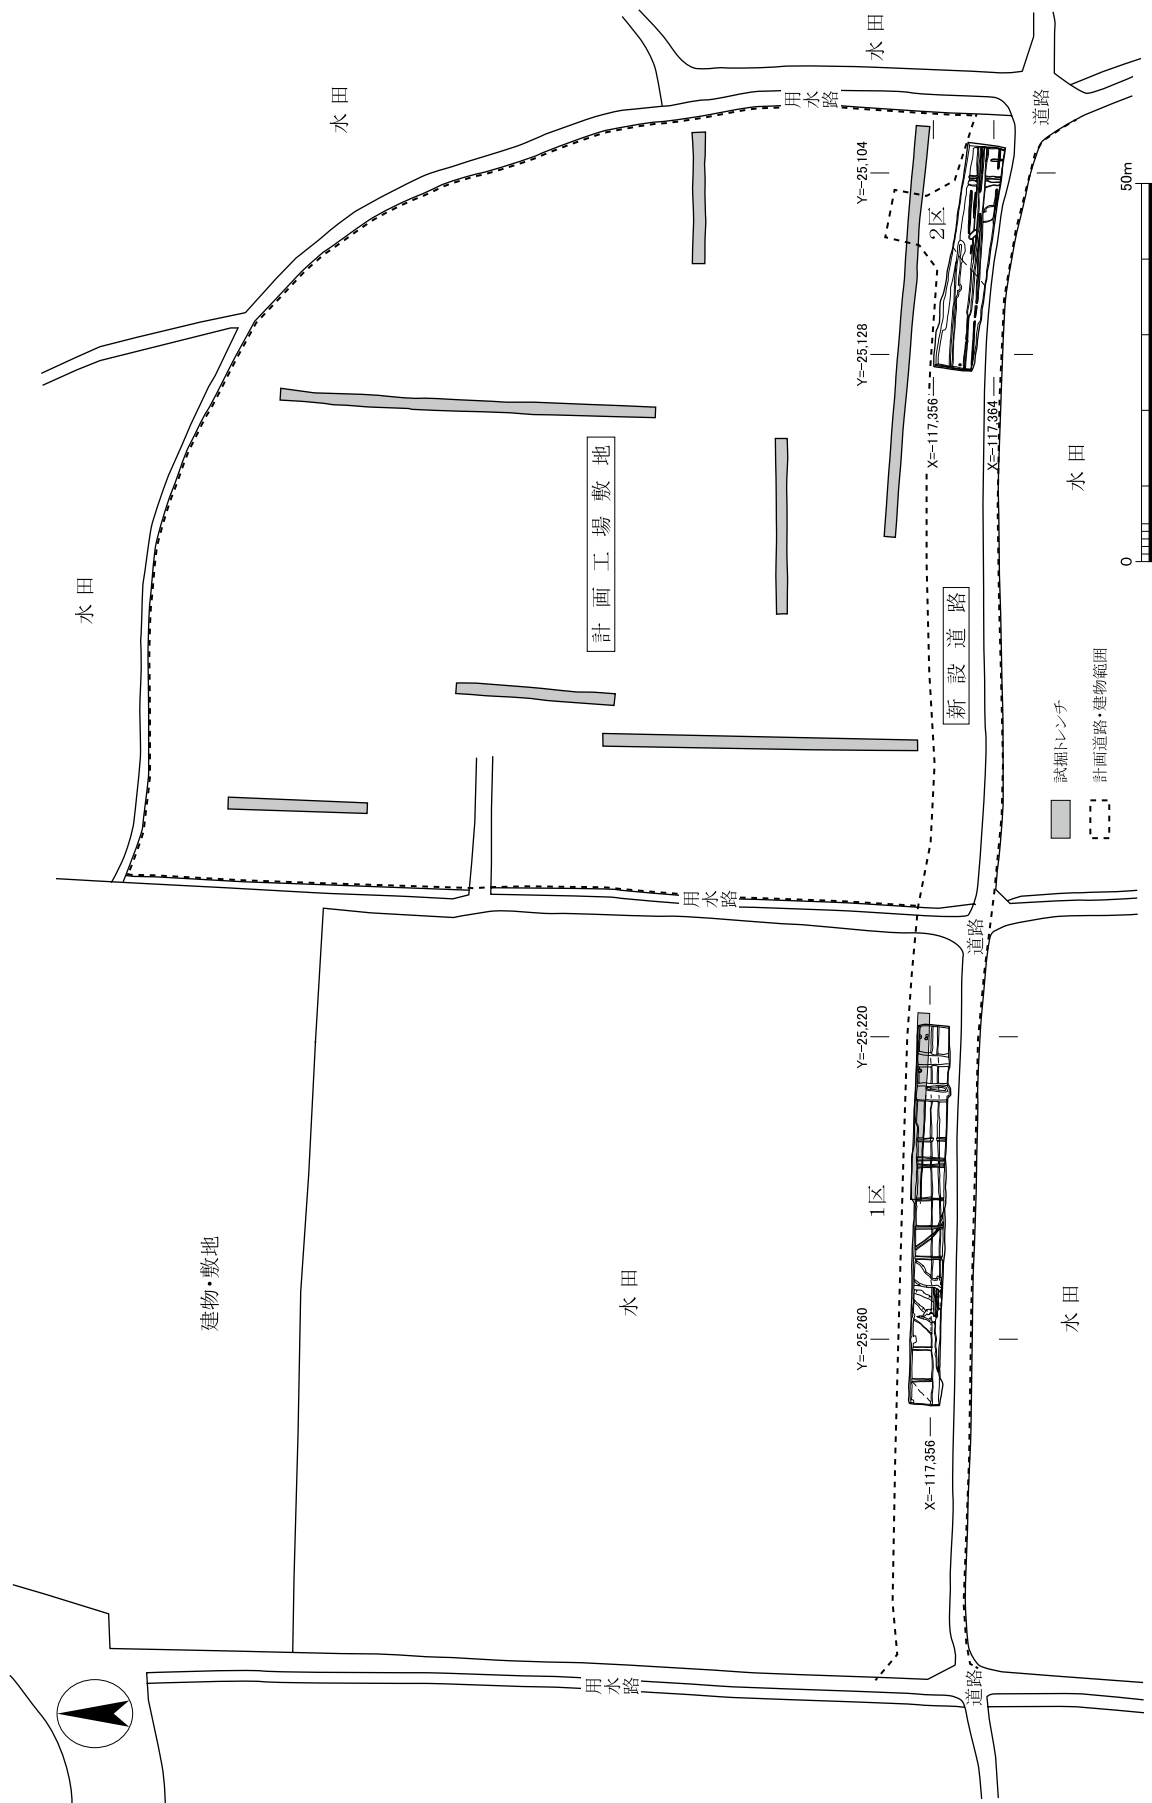 水 田
水 田
水 田
用水路
道路
Y=-25,104
2区
Y=-25,128
X=-117,356
X=-117,364
計 画 工 場 敷 地
新 設 道 路
水 田
50m
0
試掘トレンチ
計画道路・建物範囲
用水路
道路
Y=-25,220
1区
Y=-25,260
X=-117,356
建物・敷地
水 田
水 田
用水路
道路